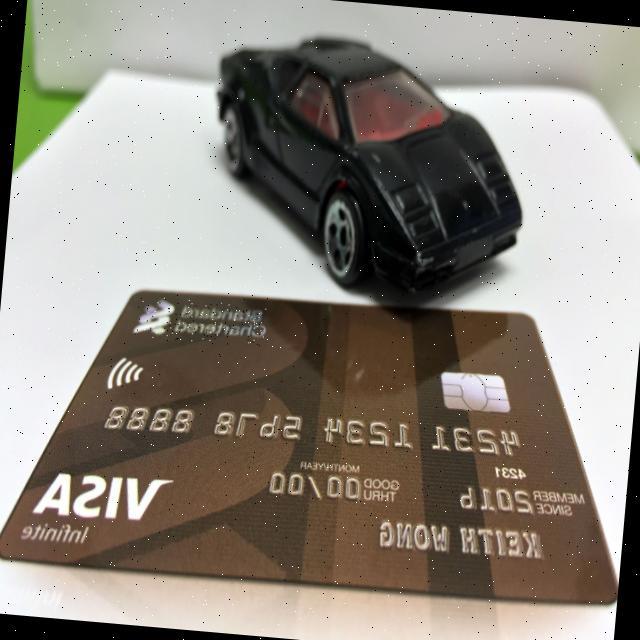 Standard
Chartered
4231 1234 5678 8888
4231
MEMBER SINCE 2016
GOOD THRU MONTH/YEAR 00/00
KEITH WONG
VISA
Infinite